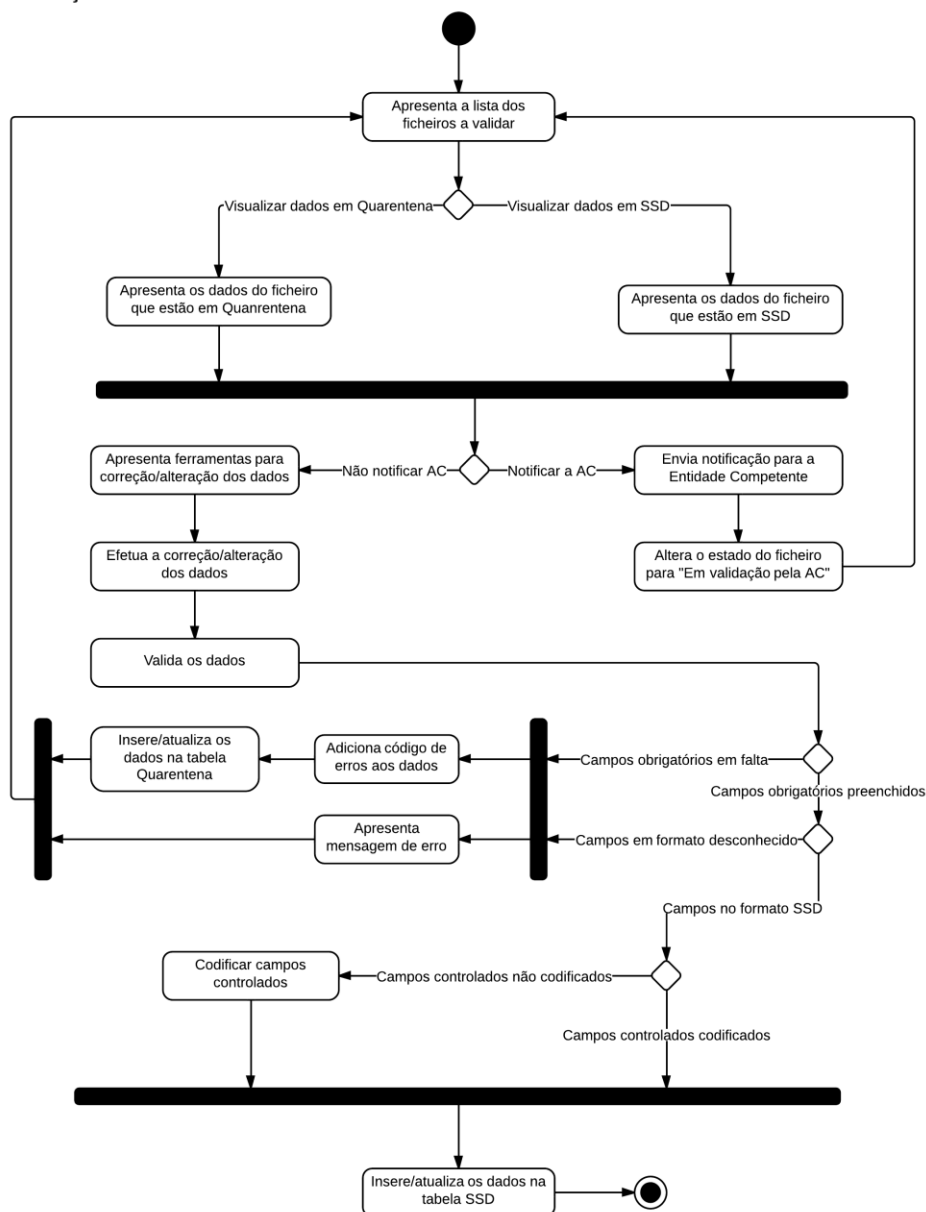 Apresenta a lista dos
ficheiros a validar
Visualizar dados em Quarentena
Visualizar dados em SSD
Apresenta os dados do ficheiro
que estão em Quanrentena
Apresenta os dados do ficheiro
que estão em SSD
Apresenta ferramentas para
correção/alteração dos dados
Não notificar AC
Notificar a AC
Envia notificação para a
Entidade Competente
Efetua a correção/alteração
dos dados
Altera o estado do ficheiro
para "Em validação pela AC"
Valida os dados
Insere/atualiza os
dados na tabela
Quarentena
Adiciona código de
erros aos dados
Campos obrigatórios em falta
Campos obrigatórios preenchidos
Apresenta
mensagem de erro
Campos em formato desconhecido
Campos no formato SSD
Codificar campos
controlados
Campos controlados não codificados
Campos controlados codificados
Insere/atualiza os dados na
tabela SSD